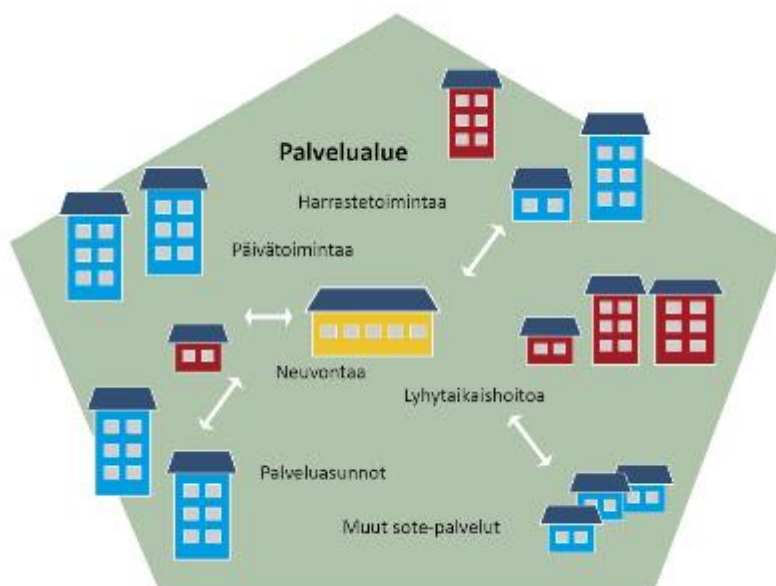 Palvelualue
Harrastetoimintaa
Päivätoimintaa
Neuvontaa
Lyhytaikaishoitoa
Palveluasunnot
Muut sote-palvelut